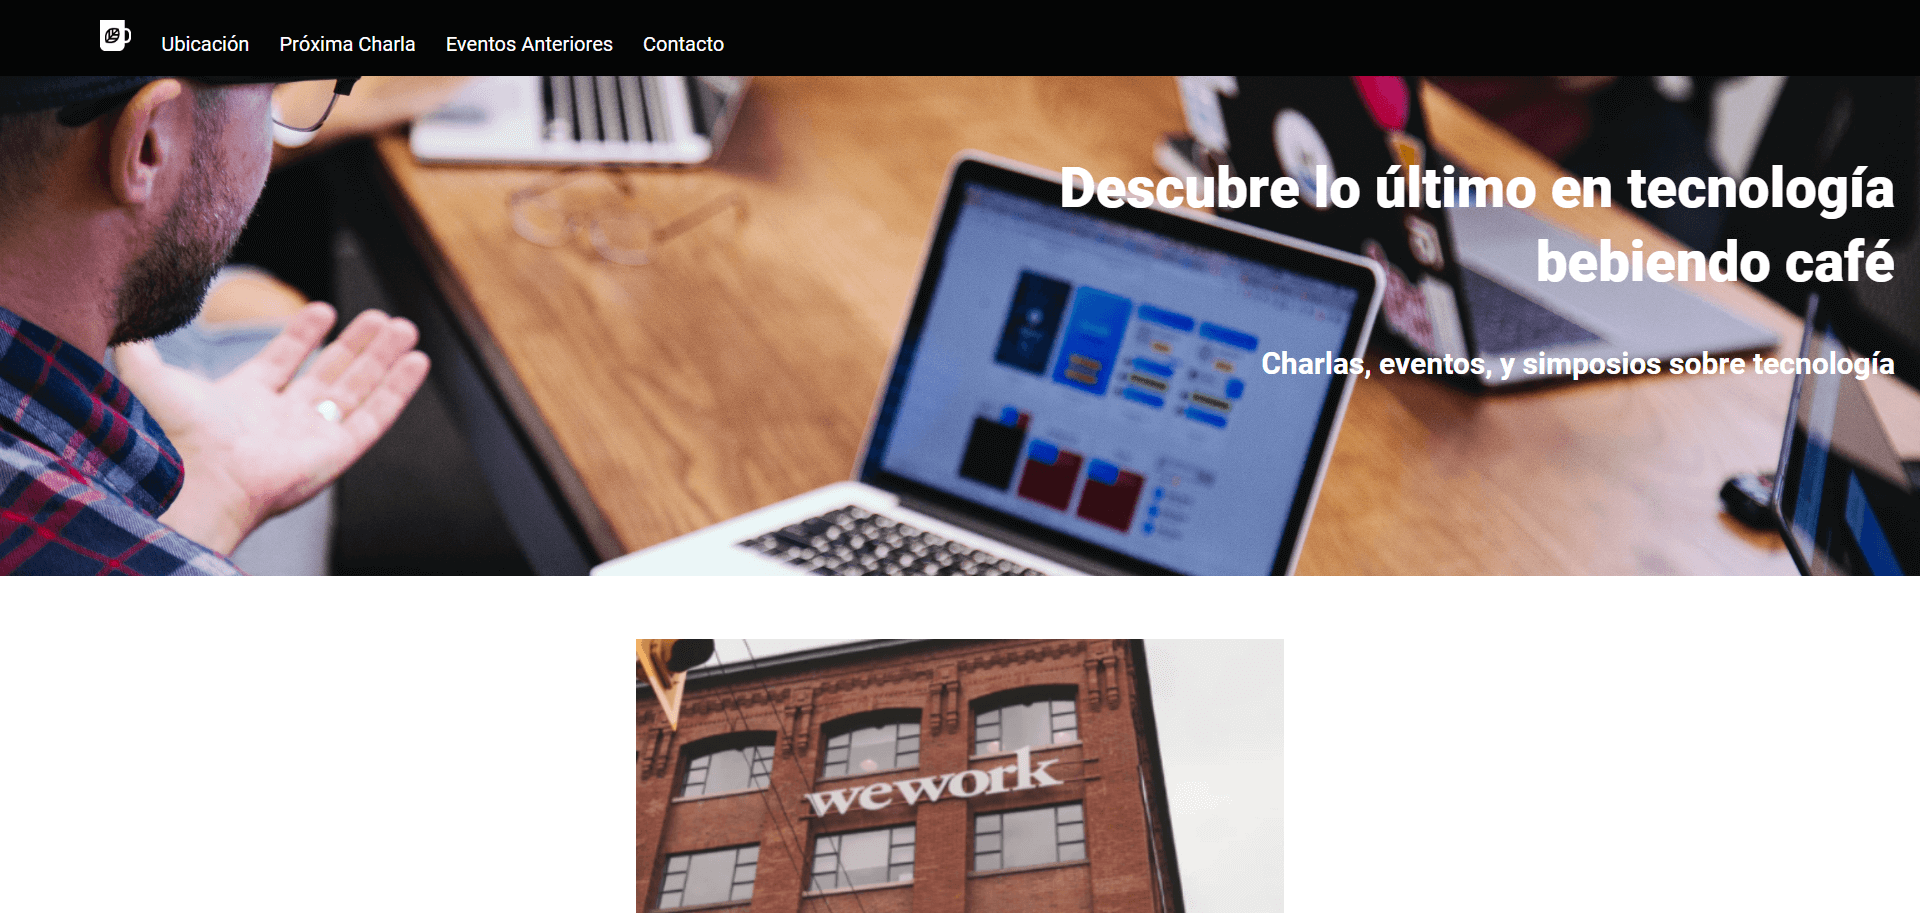 Ubicación
Próxima Charla
Eventos Anteriores
Contacto
Descubre lo último en tecnología
bebiendo café
Charlas, eventos, y simposios sobre tecnología
wework